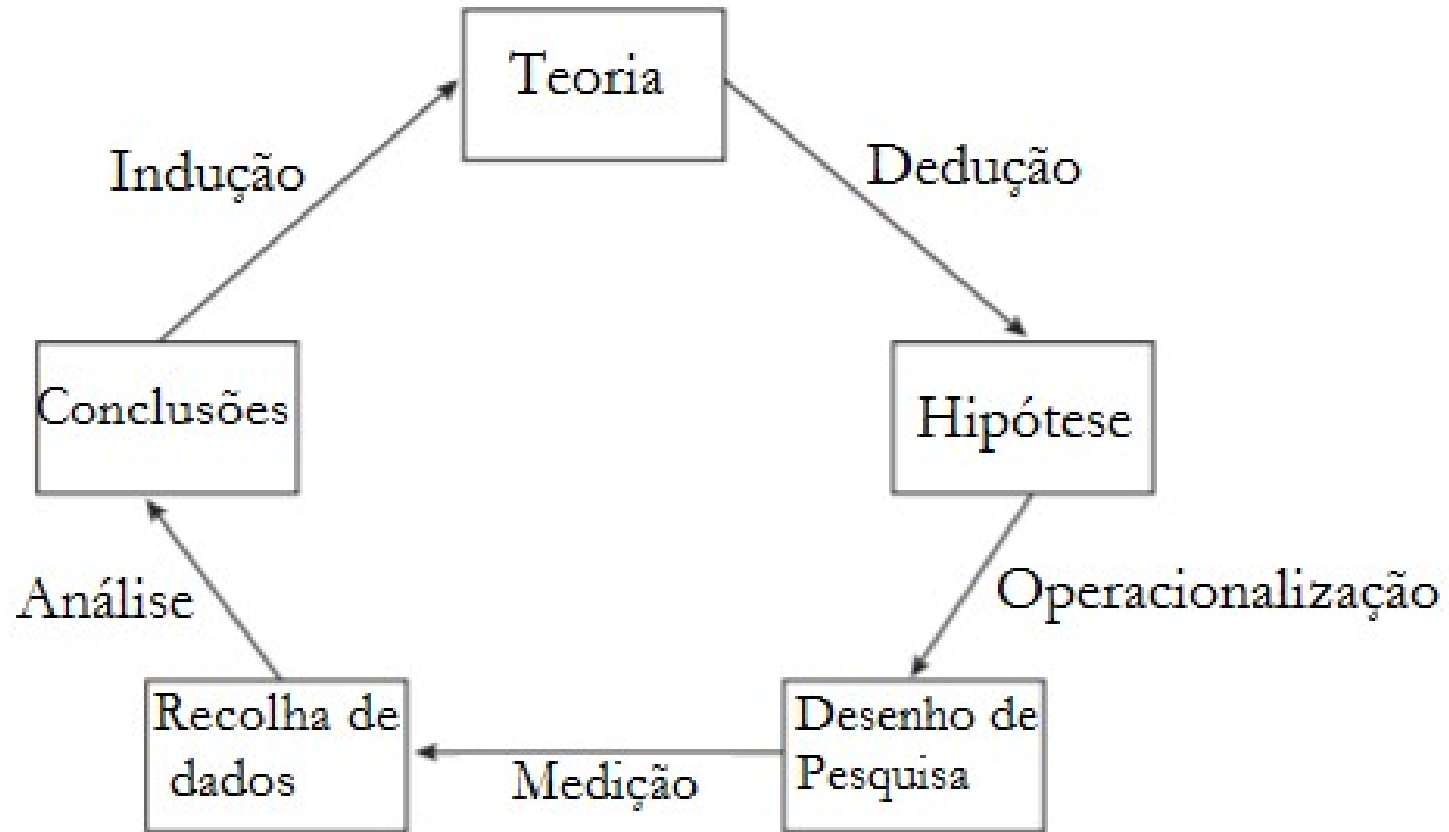 Teoria
Indução
Dedução
Conclusões
Hipótese
Análise
Operacionalização
Recolha de
dados
Medição
Desenho de
Pesquisa